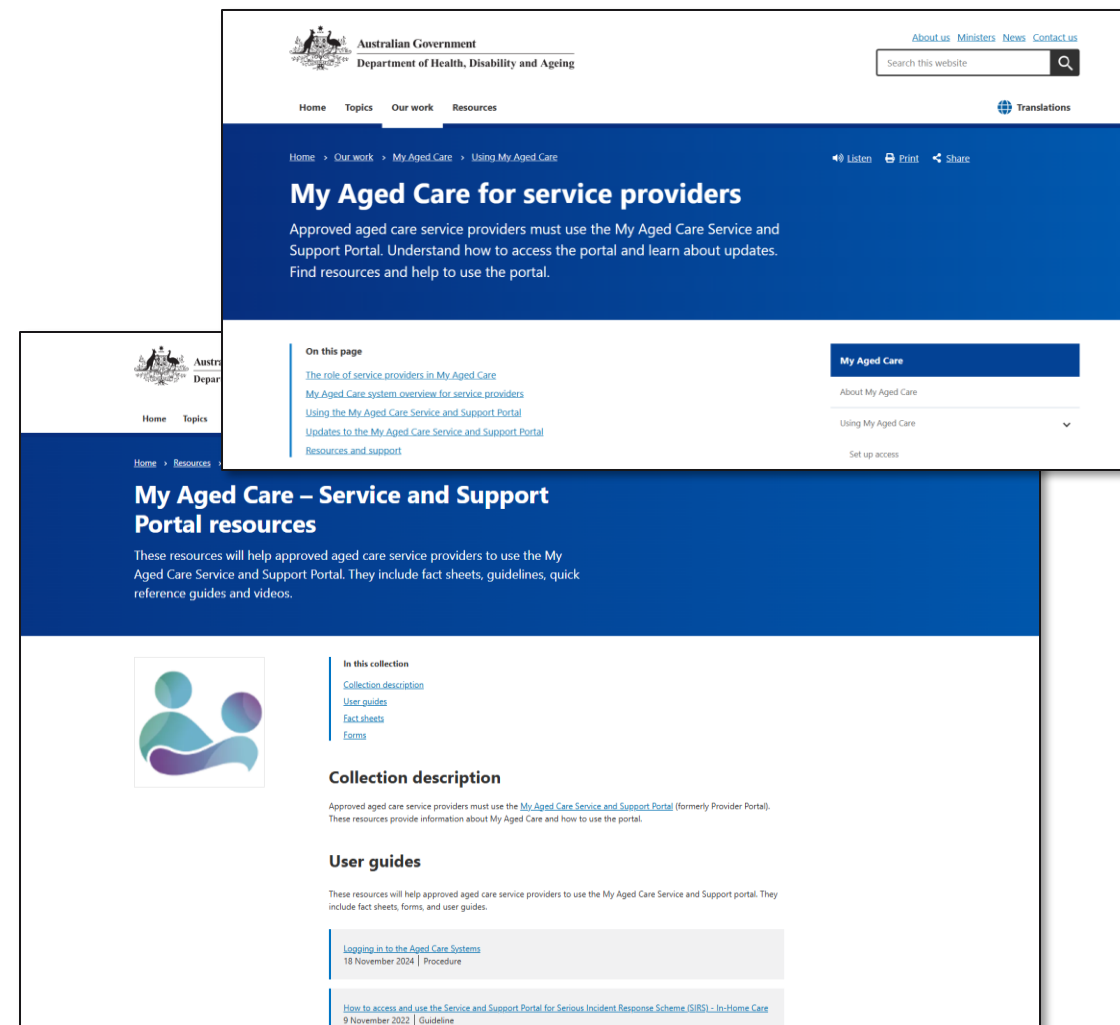 Australian Government
Department of Health, Disability and Ageing
About us Ministers News Contact us
Search this website
Home Topics Our work Resources
Translations
Home › Our work › My Aged Care › Using My Aged Care
Listen Print Share
My Aged Care for service providers
Approved aged care service providers must use the My Aged Care Service and
Support Portal. Understand how to access the portal and learn about updates.
Find resources and help to use the portal.
On this page
The role of service providers in My Aged Care
My Aged Care system overview for service providers
Using the My Aged Care Service and Support Portal
Updates to the My Aged Care Service and Support Portal
Resources and support
My Aged Care
About My Aged Care
Using My Aged Care
Set up access
Home Topics
Home › Resources ›
My Aged Care – Service and Support
Portal resources
These resources will help approved aged care service providers to use the My
Aged Care Service and Support Portal. They include fact sheets, guidelines, quick
reference guides and videos.
In this collection
Collection description
User guides
Fact sheets
Forms
Collection description
Approved aged care service providers must use the My Aged Care Service and Support Portal (formerly Provider Portal).
These resources provide information about My Aged Care and how to use the portal.
User guides
These resources will help approved aged care service providers to use the My Aged Care Service and Support portal. They
include fact sheets, forms, and user guides.
Logging in to the Aged Care Systems
18 November 2024 | Procedure
How to access and use the Service and Support Portal for Serious Incident Response Scheme (SIRS) - In-Home Care
9 November 2022 | Guideline